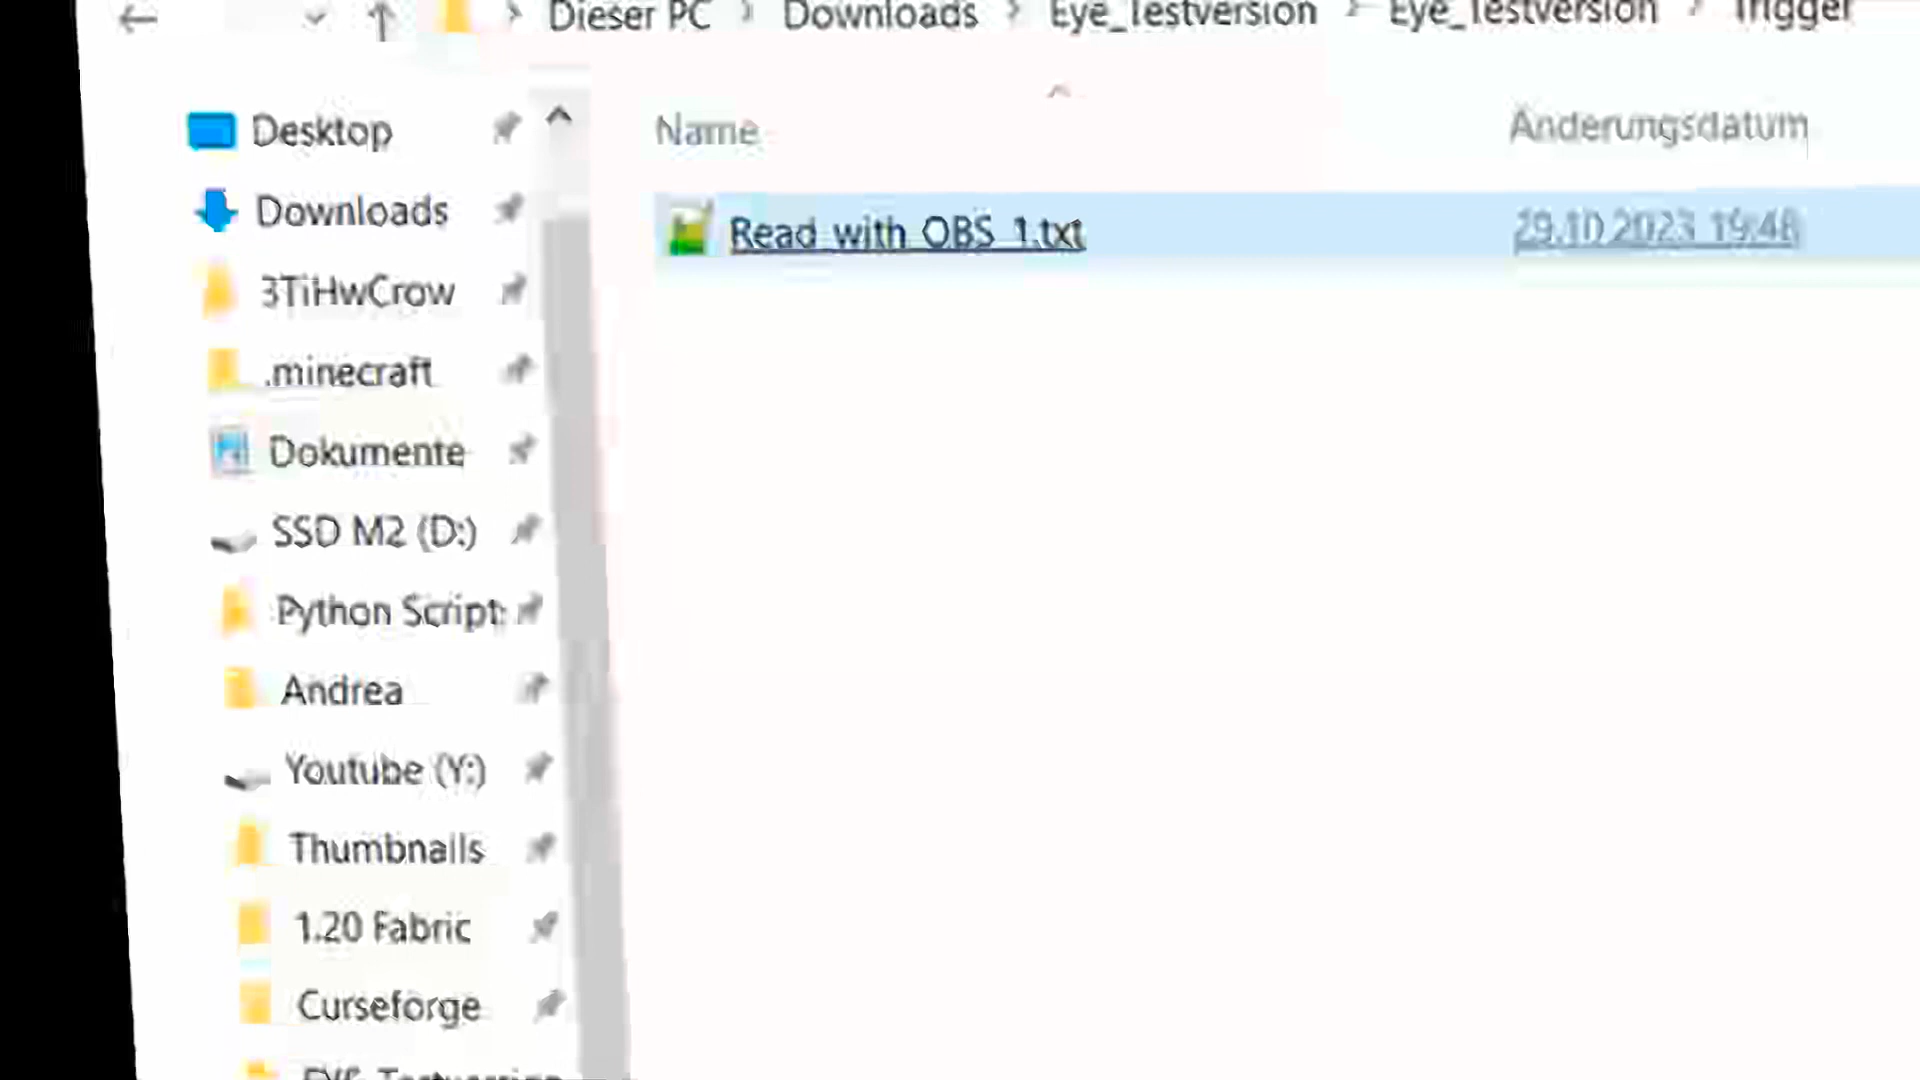 Dieser PC › Downloads › Eye_Testversion › Eye_Testversion › Trigger
Name Änderungsdatum
Read_with_OBS_1.txt 29.10.2023 19:48
Desktop
Downloads
3TiHwCrow
.minecraft
Dokumente
SSD M2 (D:)
Python Script
Andrea
Youtube (Y:)
Thumbnails
1.20 Fabric
Curseforge